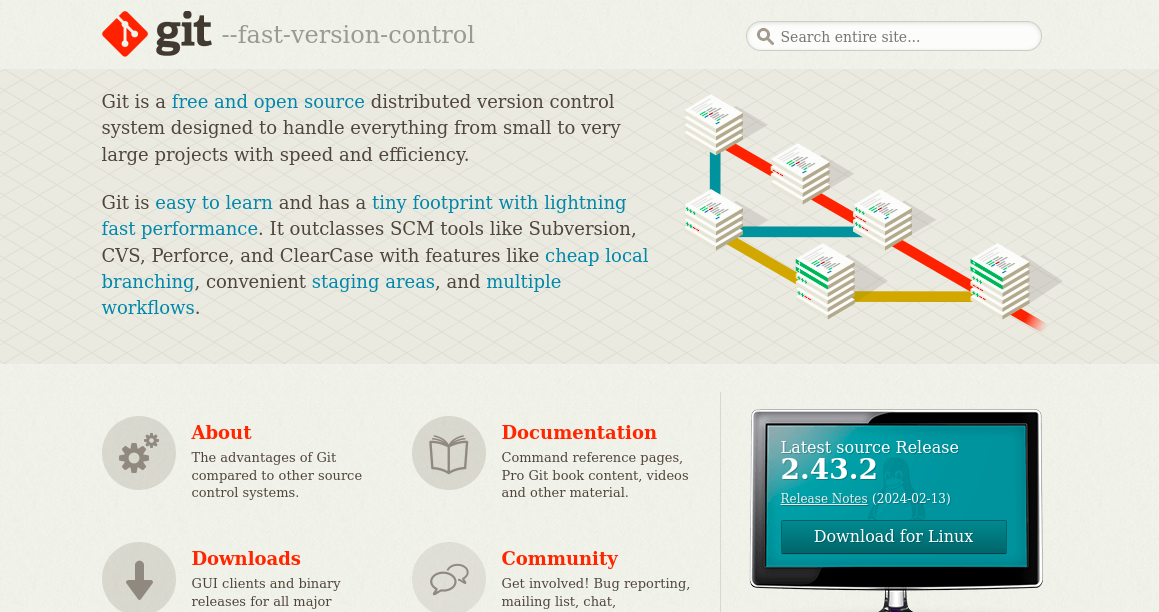 git --fast-version-control
Search entire site...
Git is a free and open source distributed version control
system designed to handle everything from small to very
large projects with speed and efficiency.
Git is easy to learn and has a tiny footprint with lightning
fast performance. It outclasses SCM tools like Subversion,
CVS, Perforce, and ClearCase with features like cheap local
branching, convenient staging areas, and multiple
workflows.
About
The advantages of Git
compared to other source
control systems.
Documentation
Command reference pages,
Pro Git book content, videos
and other material.
Downloads
GUI clients and binary
releases for all major
Community
Get involved! Bug reporting,
mailing list, chat,
Latest source Release
2.43.2
Release Notes (2024-02-13)
Download for Linux